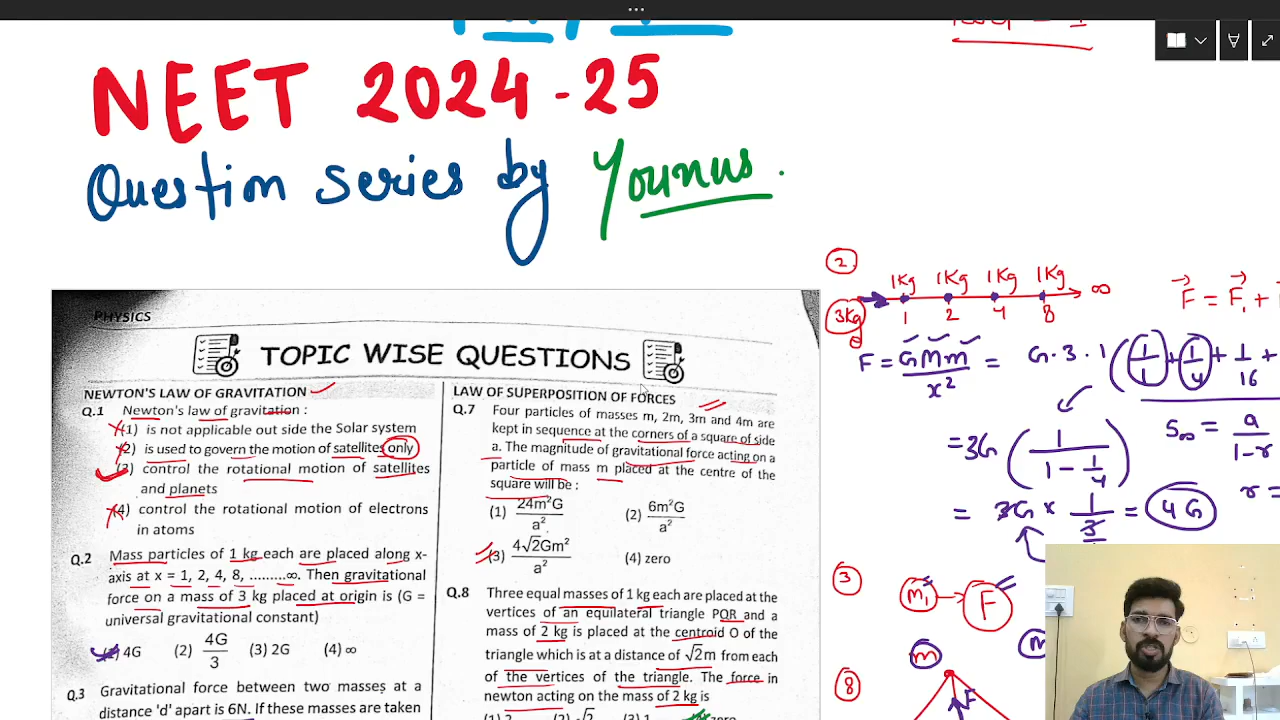 NEET 2024-25
Question series by Younus.
PHYSICS
TOPIC WISE QUESTIONS
NEWTON'S LAW OF GRAVITATION
Q.1 Newton's law of gravitation :
(1) is not applicable out side the Solar system
(2) is used to govern the motion of satellites only
(3) control the rotational motion of satellites
and planets
(4) control the rotational motion of electrons
in atoms
Q.2 Mass particles of 1 kg each are placed along x-
axis at x = 1, 2, 4, 8, .........∞. Then gravitational
force on a mass of 3 kg placed at origin is (G =
universal gravitational constant)
(1) 4G (2) 4G/3 (3) 2G (4) ∞
Q.3 Gravitational force between two masses at a
distance 'd' apart is 6N. If these masses are taken
LAW OF SUPERPOSITION OF FORCES
Q.7 Four particles of masses m, 2m, 3m and 4m are
kept in sequence at the corners of a square of side
a. The magnitude of gravitational force acting on a
particle of mass m placed at the centre of the
square will be :
(1) 24m²G/a² (2) 6m²G/a²
(3) 4√2Gm²/a² (4) zero
Q.8 Three equal masses of 1 kg each are placed at the
vertices of an equilateral triangle PQR and a
mass of 2 kg is placed at the centroid O of the
triangle which is at a distance of √2 m from each
of the vertices of the triangle. The force in
newton acting on the mass of 2 kg is
(1) 2 (2) √2 (3) 1 zero
2.
1Kg 1Kg 1Kg 1Kg
∞
3Kg 1 2 4 8
F = GMm/x² = G.3.1 (1/1 + 1/4 + 1/16 +
F = F₁ +
= 3G (1/(1 - 1/4))
S∞ = a/1-r
r =
= 3G × 1/3 = 4G
3
m₁ F
m m
8
F